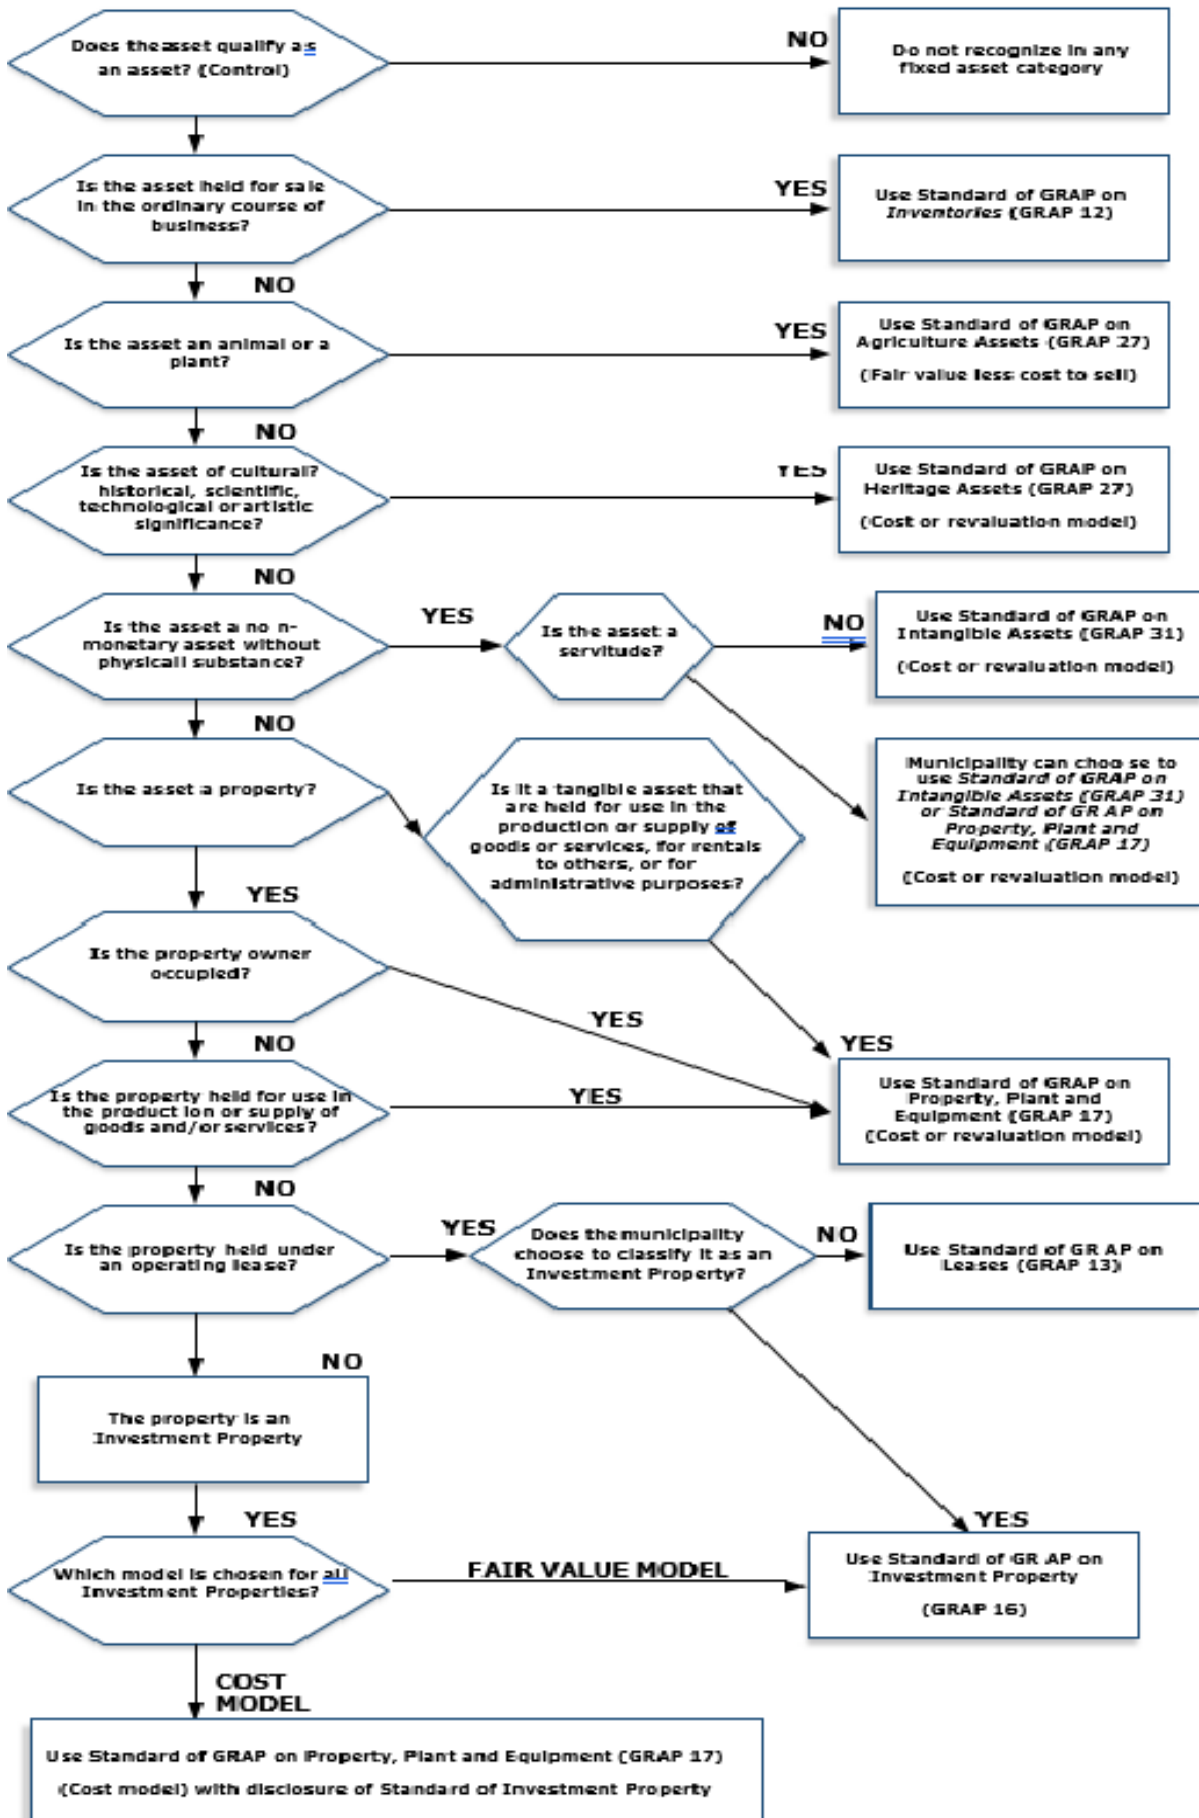 Does the asset qualify as
an asset? (Control)
NO
Do not recognize in any
fixed asset category
Is the asset held for sale
in the ordinary course of
business?
YES
Use Standard of GRAP on
Inventories (GRAP 12)
NO
Is the asset an animal or a
plant?
YES
Use Standard of GRAP on
Agriculture Assets (GRAP 27)
(Fair value less cost to sell)
NO
Is the asset of cultural?
historical, scientific,
technological or artistic
significance?
YES
Use Standard of GRAP on
Heritage Assets (GRAP 27)
(Cost or revaluation model)
NO
Is the asset a non-
monetary asset without
physical substance?
YES
Is the asset a
servitude?
NO
Use Standard of GRAP on
Intangible Assets (GRAP 31)
(Cost or revaluation model)
NO
Is the asset a property?
Is it a tangible asset that
are held for use in the
production or supply of
goods or services, for rentals
to others, or for
administrative purposes?
Municipality can choose to
use Standard of GRAP on
Intangible Assets (GRAP 31)
or Standard of GRAP on
Property, Plant and
Equipment (GRAP 17)
(Cost or revaluation model)
YES
Is the property owner
occupied?
YES
YES
NO
Is the property held for use in
the production or supply of
goods and/or services?
YES
Use Standard of GRAP on
Property, Plant and
Equipment (GRAP 17)
(Cost or revaluation model)
NO
Is the property held under
an operating lease?
YES
Does the municipality
choose to classify it as an
Investment Property?
NO
Use Standard of GRAP on
Leases (GRAP 13)
NO
The property is an
Investment Property
YES
YES
Which model is chosen for all
Investment Properties?
FAIR VALUE MODEL
Use Standard of GRAP on
Investment Property
(GRAP 16)
COST
MODEL
Use Standard of GRAP on Property, Plant and Equipment (GRAP 17)
(Cost model) with disclosure of Standard of Investment Property